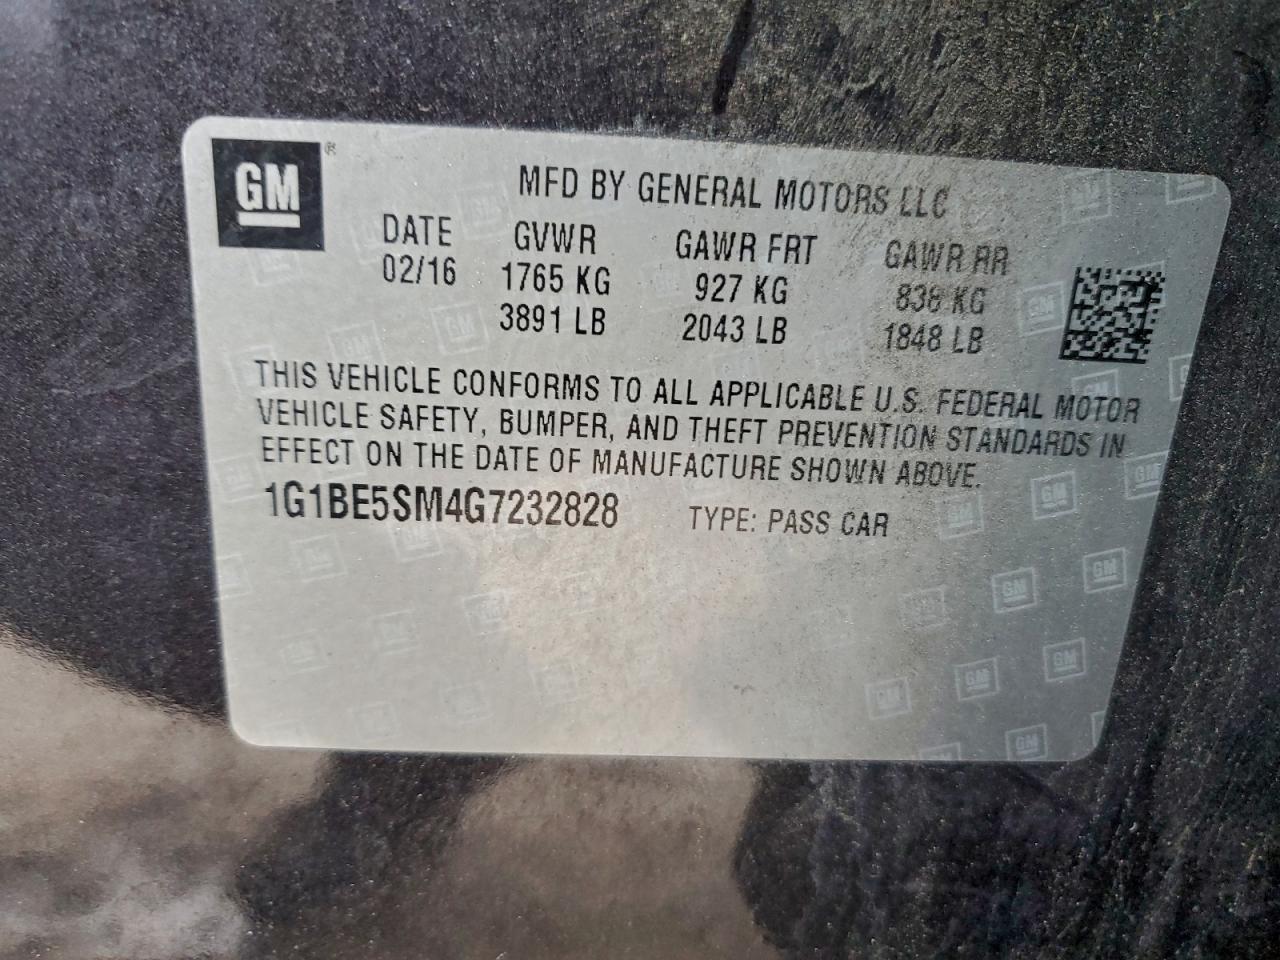 GM®
MFD BY GENERAL MOTORS LLC
DATE GVWR GAWR FRT GAWR RR
02/16 1765 KG 927 KG 838 KG
3891 LB 2043 LB 1848 LB
THIS VEHICLE CONFORMS TO ALL APPLICABLE U.S. FEDERAL MOTOR
VEHICLE SAFETY, BUMPER, AND THEFT PREVENTION STANDARDS IN
EFFECT ON THE DATE OF MANUFACTURE SHOWN ABOVE.
1G1BE5SM4G7232828 TYPE: PASS CAR